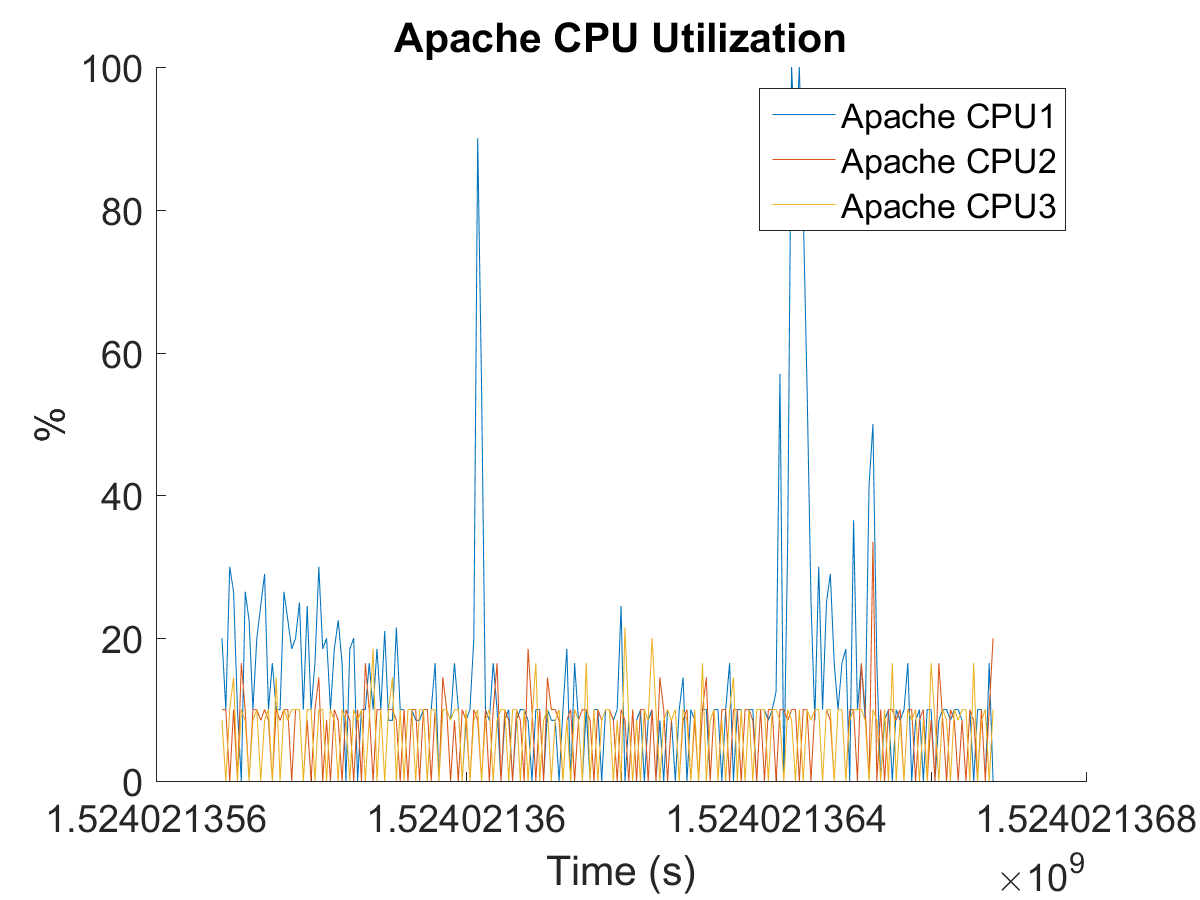 Apache CPU Utilization
100
80
60
40
20
0
%
Apache CPU1
Apache CPU2
Apache CPU3
1.524021356 1.52402136 1.524021364 1.524021368
Time (s)
×10⁹